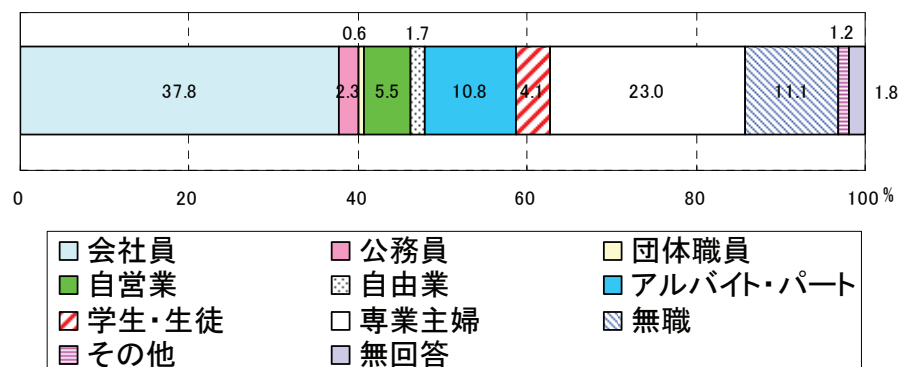 0.6 1.7 1.2
37.8 2.3 5.5 10.8 4.1 23.0 11.1 1.8
0 20 40 60 80 100 %
会社員 公務員 団体職員
自営業 自由業 アルバイト・パート
学生・生徒 専業主婦 無職
その他 無回答